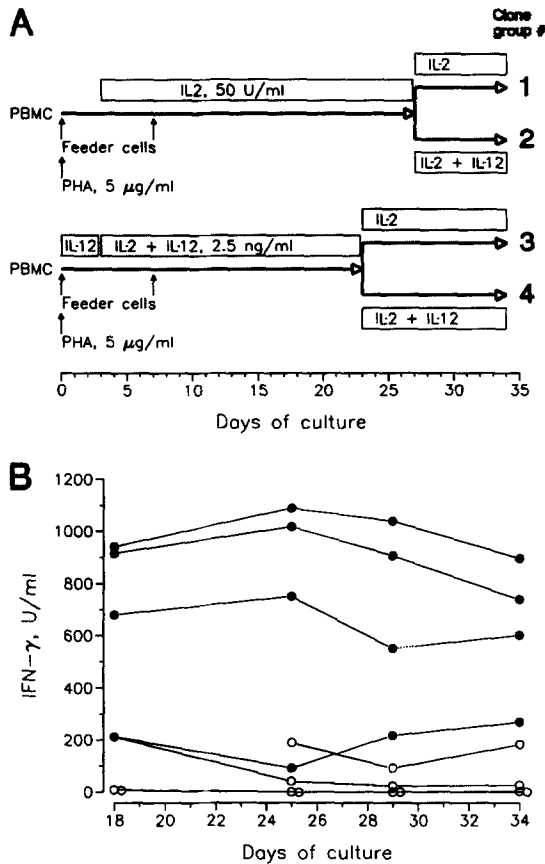 A
Clone
group #
IL-2
IL2, 50 U/ml
1
PBMC
2
Feeder cells
IL-2 + IL-12
PHA, 5 μg/ml
IL-2
IL-12
IL-2 + IL-12, 2.5 ng/ml
3
PBMC
4
Feeder cells
IL-2 + IL-12
PHA, 5 μg/ml
0 5 10 15 20 25 30 35
Days of culture
B
1200
1000
800
600
400
200
0
IFN-γ, U/ml
18 20 22 24 26 28 30 32 34
Days of culture